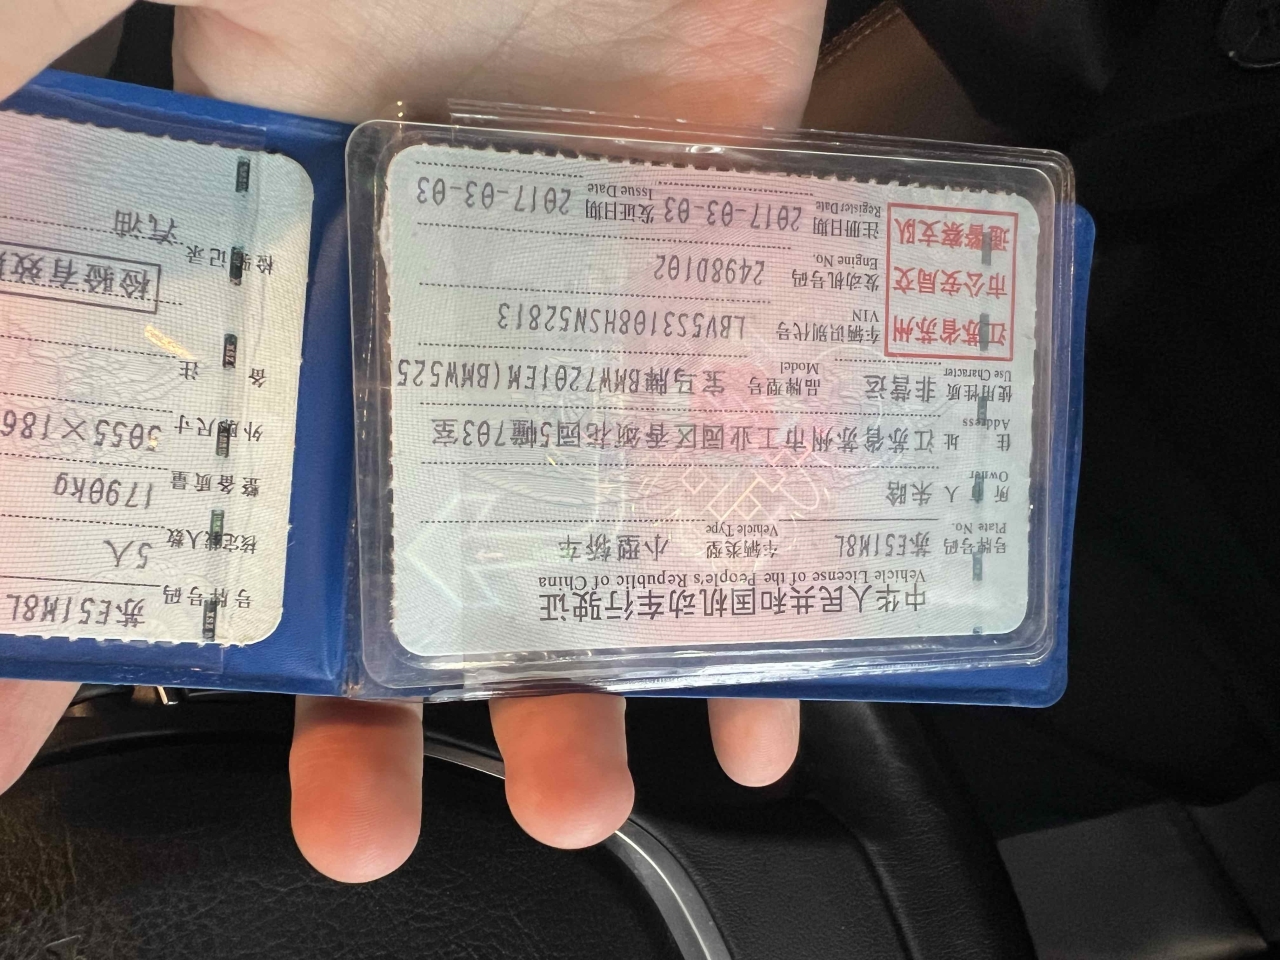 中华人民共和国机动车行驶证
Vehicle License of the People's Republic of China
号牌号码 苏E51M8L 车辆类型 小型轿车
Plate No. Vehicle Type
所有人 朱晗
Owner
住址 江苏省苏州市工业园区香颂花园5幢703室
Address
使用性质 非营运 品牌型号 宝马牌BMW7201EM(BMW525
Use Character Model
江苏省苏州
市公安局交
通警察支队
车辆识别代号 LBV5S3108HSN52813
VIN
发动机号码 2498D102
Engine No.
注册日期 2017-03-03 发证日期 2017-03-03
Register Date Issue Date
号牌号码 苏E51M8L
核定载人数 5人
整备质量 1790kg
外廓尺寸 5055×186
备注
检验有效
检验记录
汽油